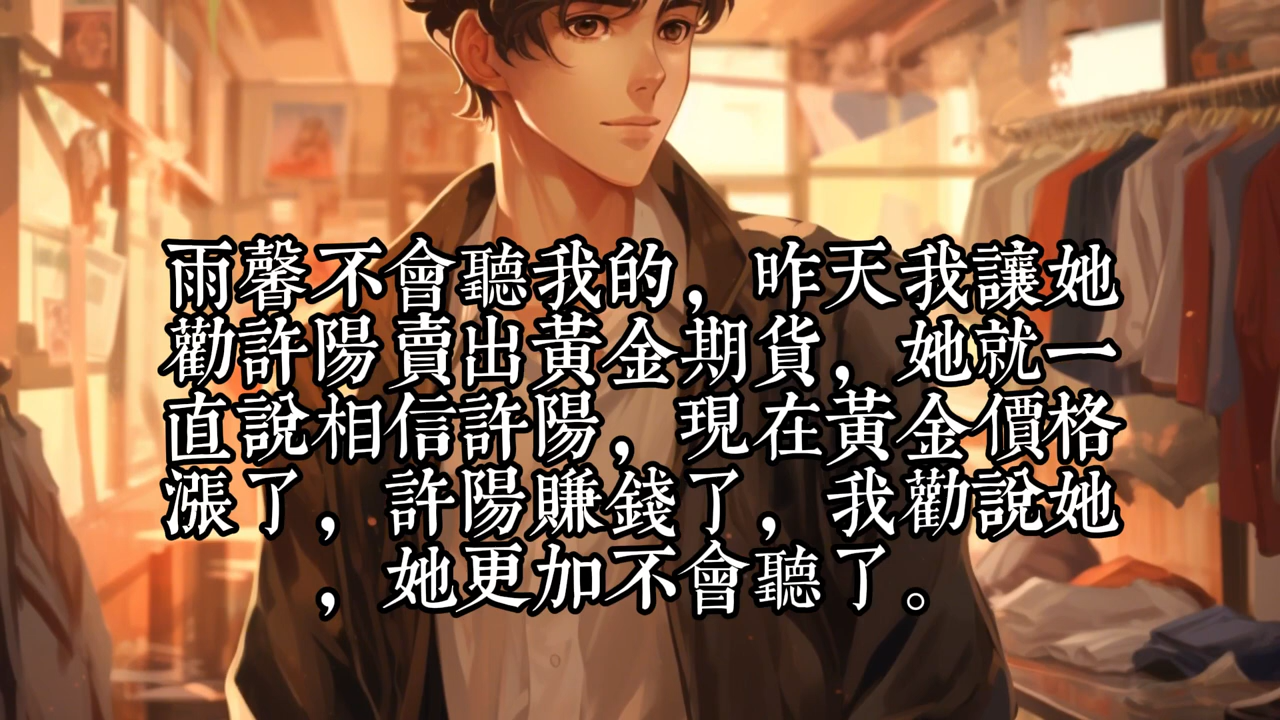 雨馨不會聽我的，昨天我讓她
勸許陽賣出黃金期貨，她就一
直說相信許陽，現在黃金價格
漲了，許陽賺錢了，我勸說她
，她更加不會聽了。